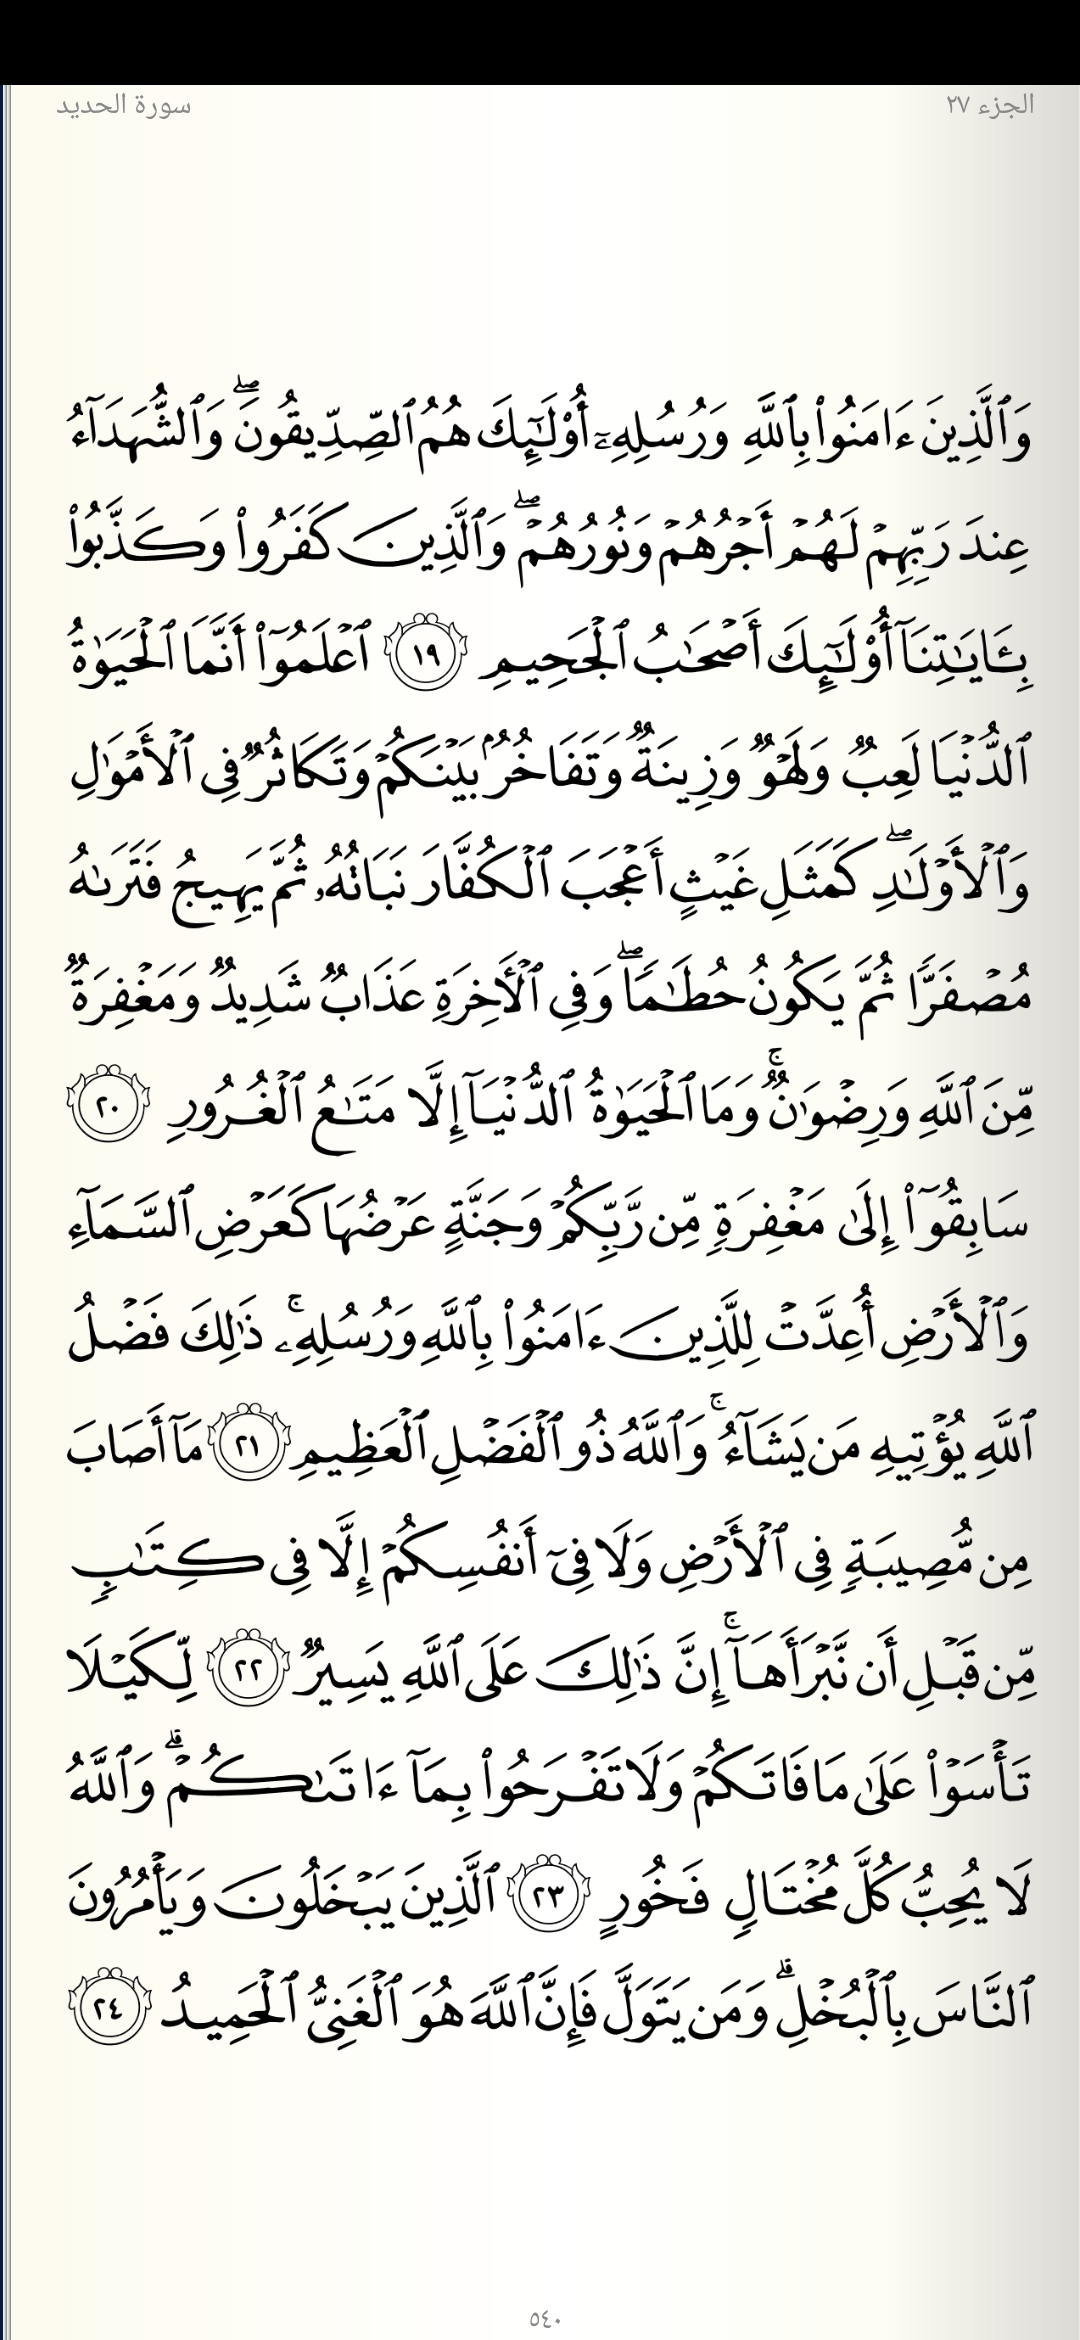 الجزء ٢٧
سورة الحديد
وَٱلَّذِينَ ءَامَنُواْ بِٱللَّهِ وَرُسُلِهِۦٓ أُوْلَـٰٓئِكَ هُمُ ٱلصِّدِّيقُونَۖ وَٱلشُّهَدَآءُ
عِندَ رَبِّهِمۡ لَهُمۡ أَجۡرُهُمۡ وَنُورُهُمۡۖ وَٱلَّذِينَ كَفَرُواْ وَكَذَّبُواْ
بِـَٔايَٰتِنَآ أُوْلَـٰٓئِكَ أَصۡحَٰبُ ٱلۡجَحِيمِ ١٩ ٱعۡلَمُوٓاْ أَنَّمَا ٱلۡحَيَوٰةُ
ٱلدُّنۡيَا لَعِبٞ وَلَهۡوٞ وَزِينَةٞ وَتَفَاخُرُۢ بَيۡنَكُمۡ وَتَكَاثُرٞ فِي ٱلۡأَمۡوَٰلِ
وَٱلۡأَوۡلَٰدِۖ كَمَثَلِ غَيۡثٍ أَعۡجَبَ ٱلۡكُفَّارَ نَبَاتُهُۥ ثُمَّ يَهِيجُ فَتَرَىٰهُ
مُصۡفَرّٗا ثُمَّ يَكُونُ حُطَٰمٗاۖ وَفِي ٱلۡأٓخِرَةِ عَذَابٞ شَدِيدٞ وَمَغۡفِرَةٞ
مِّنَ ٱللَّهِ وَرِضۡوَٰنٞۚ وَمَا ٱلۡحَيَوٰةُ ٱلدُّنۡيَآ إِلَّا مَتَٰعُ ٱلۡغُرُورِ ٢٠
سَابِقُوٓاْ إِلَىٰ مَغۡفِرَةٖ مِّن رَّبِّكُمۡ وَجَنَّةٍ عَرۡضُهَا كَعَرۡضِ ٱلسَّمَآءِ
وَٱلۡأَرۡضِ أُعِدَّتۡ لِلَّذِينَ ءَامَنُواْ بِٱللَّهِ وَرُسُلِهِۦۚ ذَٰلِكَ فَضۡلُ
ٱللَّهِ يُؤۡتِيهِ مَن يَشَآءُۚ وَٱللَّهُ ذُو ٱلۡفَضۡلِ ٱلۡعَظِيمِ ٢١ مَآ أَصَابَ
مِن مُّصِيبَةٖ فِي ٱلۡأَرۡضِ وَلَا فِيٓ أَنفُسِكُمۡ إِلَّا فِي كِتَٰبٖ
مِّن قَبۡلِ أَن نَّبۡرَأَهَآۚ إِنَّ ذَٰلِكَ عَلَى ٱللَّهِ يَسِيرٞ ٢٢ لِّكَيۡلَا
تَأۡسَوۡاْ عَلَىٰ مَا فَاتَكُمۡ وَلَا تَفۡرَحُواْ بِمَآ ءَاتَىٰكُمۡۗ وَٱللَّهُ
لَا يُحِبُّ كُلَّ مُخۡتَالٖ فَخُورٍ ٢٣ ٱلَّذِينَ يَبۡخَلُونَ وَيَأۡمُرُونَ
ٱلنَّاسَ بِٱلۡبُخۡلِۗ وَمَن يَتَوَلَّ فَإِنَّ ٱللَّهَ هُوَ ٱلۡغَنِيُّ ٱلۡحَمِيدُ ٢٤
٥٤٠